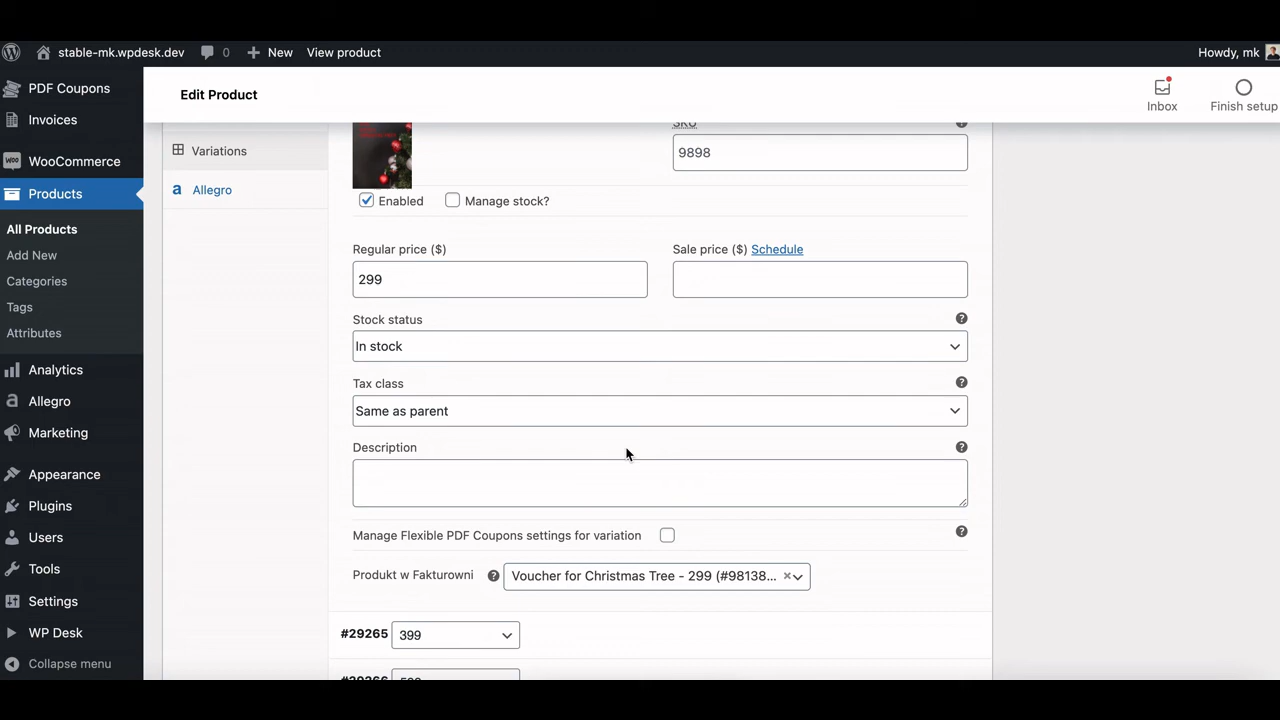 stable-mk.wpdesk.dev 0 New View product Howdy, mk
PDF Coupons
Invoices
WooCommerce
Products
All Products
Add New
Categories
Tags
Attributes
Analytics
Allegro
Marketing
Appearance
Plugins
Users
Tools
Settings
WP Desk
Collapse menu
Edit Product
Inbox
Finish setup
Variations
Allegro
SKU
9898
Enabled Manage stock?
Regular price ($) Sale price ($) Schedule
299
Stock status
In stock
Tax class
Same as parent
Description
Manage Flexible PDF Coupons settings for variation
Produkt w Fakturowni Voucher for Christmas Tree - 299 (#98138...
#29265 399
#29266